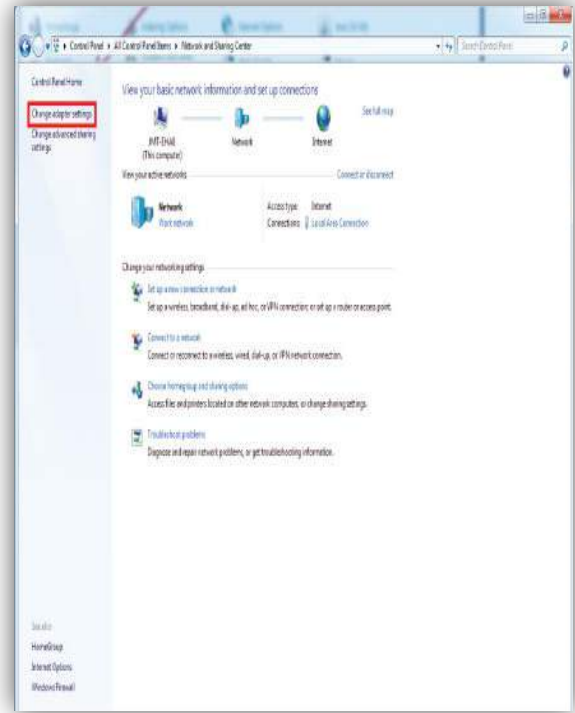 Control Panel ▸ All Control Panel Items ▸ Network and Sharing Center
Search Control Panel
Control Panel Home
Change adapter settings
Change advanced sharing
settings
View your basic network information and set up connections
See full map
(This computer)
Network
Internet
View your active networks
Connect or disconnect
Network
Work network
Access type: Internet
Connections: Local Area Connection
Change your networking settings
Set up a new connection or network
Set up a wireless, broadband, dial-up, ad hoc, or VPN connection; or set up a router or access point.
Connect to a network
Connect or reconnect to a wireless, wired, dial-up, or VPN network connection.
Choose homegroup and sharing options
Access files and printers located on other network computers, or change sharing settings.
Troubleshoot problems
Diagnose and repair network problems, or get troubleshooting information.
See also
HomeGroup
Internet Options
Windows Firewall